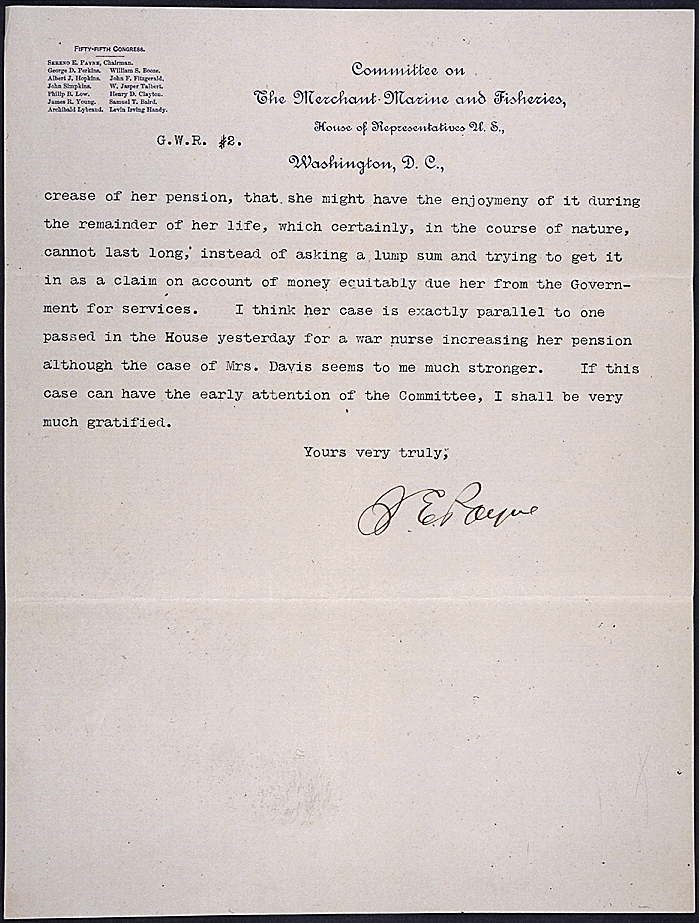 FIFTY-FIFTH CONGRESS.
SERENO E. PAYNE, Chairman.
George D. Perkins. William S. Booze.
Albert J. Hopkins. John F. Fitzgerald.
John Simpkins. W. Jasper Talbert.
Philip B. Low. Henry D. Clayton.
James R. Young. Samuel T. Baird.
Archibald Lybrand. Levin Irving Handy.
Committee on
The Merchant Marine and Fisheries,
House of Representatives U. S.,
Washington, D. C.,
G.W.R. #2.
crease of her pension, that she might have the enjoymeny of it during
the remainder of her life, which certainly, in the course of nature,
cannot last long, instead of asking a lump sum and trying to get it
in as a claim on account of money equitably due her from the Govern-
ment for services. I think her case is exactly parallel to one
passed in the House yesterday for a war nurse increasing her pension
although the case of Mrs. Davis seems to me much stronger. If this
case can have the early attention of the Committee, I shall be very
much gratified.
Yours very truly,
S. E. Payne